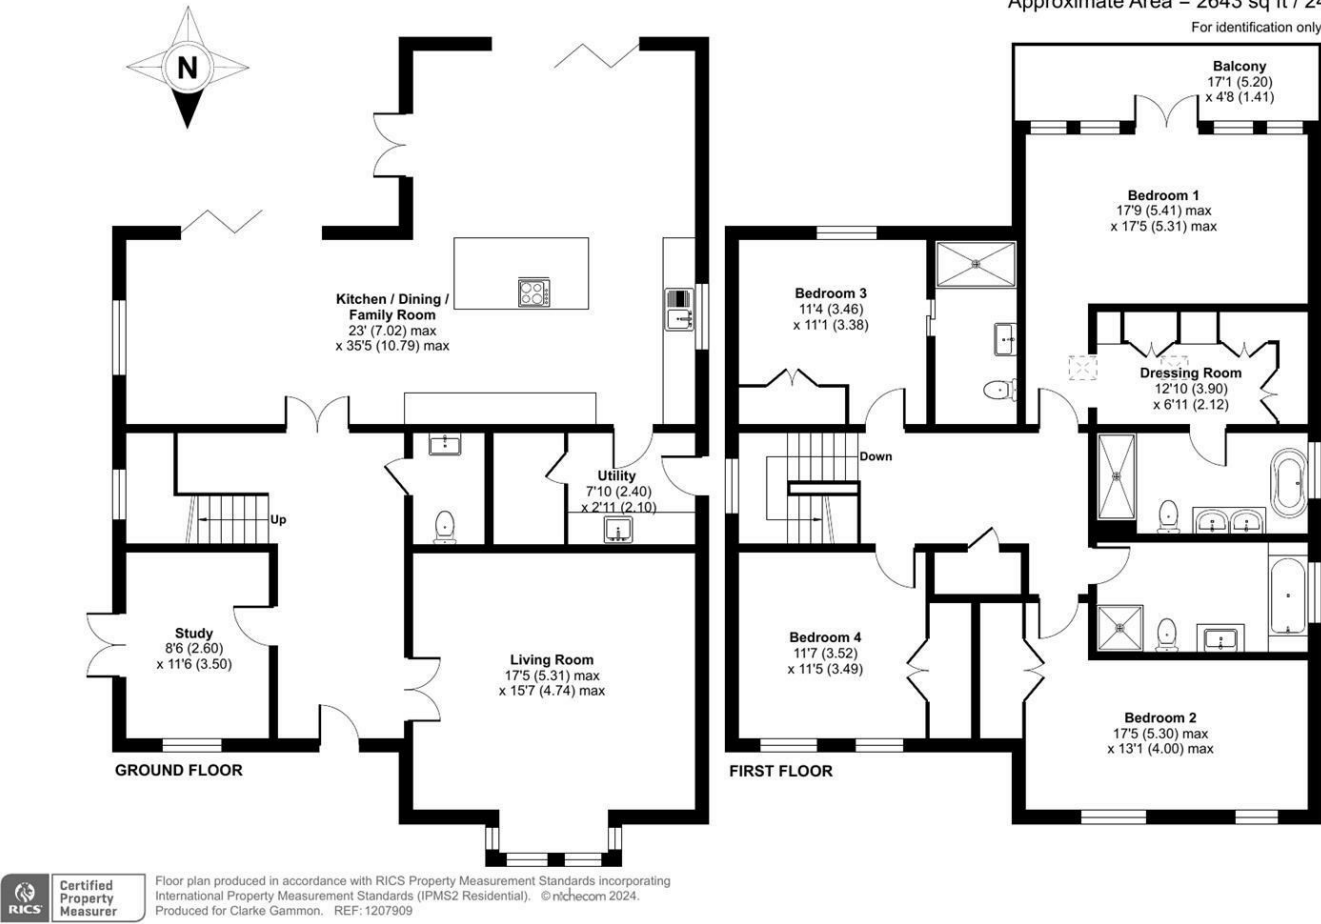 Approximate Area = 2643 sq ft / 24
For identification only
N
Balcony
17'1 (5.20)
x 4'8 (1.41)
Bedroom 1
17'9 (5.41) max
x 17'5 (5.31) max
Kitchen / Dining /
Family Room
23' (7.02) max
x 35'5 (10.79) max
Bedroom 3
11'4 (3.46)
x 11'1 (3.38)
Dressing Room
12'10 (3.90)
x 6'11 (2.12)
Utility
7'10 (2.40)
x 2'11 (2.10)
Up
Down
Study
8'6 (2.60)
x 11'6 (3.50)
Living Room
17'5 (5.31) max
x 15'7 (4.74) max
Bedroom 4
11'7 (3.52)
x 11'5 (3.49)
Bedroom 2
17'5 (5.30) max
x 13'1 (4.00) max
GROUND FLOOR
FIRST FLOOR
RICS
Certified
Property
Measurer
Floor plan produced in accordance with RICS Property Measurement Standards incorporating
International Property Measurement Standards (IPMS2 Residential). © nichecom 2024.
Produced for Clarke Gammon. REF: 1207909